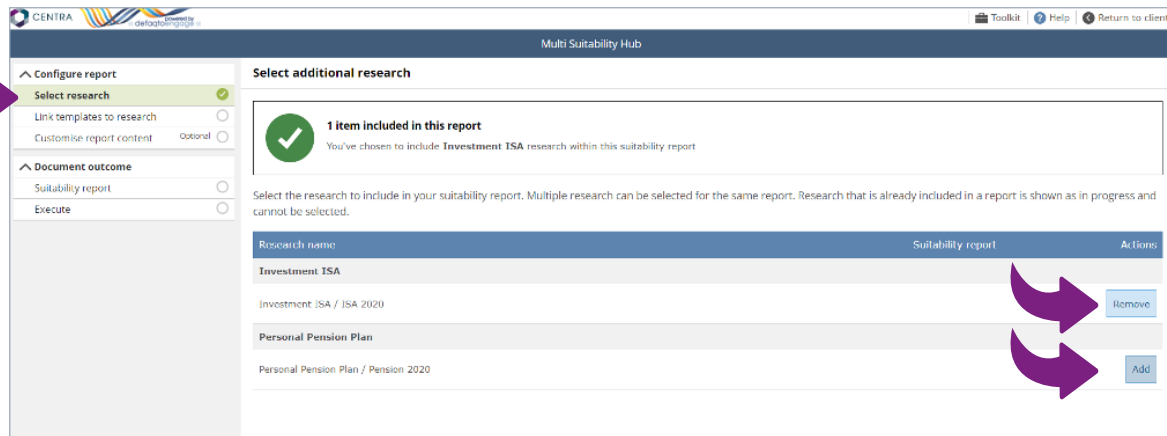 CENTRA
powered by
defaqtoengage
Toolkit
Help
Return to client
Multi Suitability Hub
Configure report
Select research
Link templates to research
Customise report content
Optional
Document outcome
Suitability report
Execute
Select additional research
1 item included in this report
You've chosen to include Investment ISA research within this suitability report
Select the research to include in your suitability report. Multiple research can be selected for the same report. Research that is already included in a report is shown as in progress and
cannot be selected.
Research name
Suitability report
Actions
Investment ISA
Investment ISA / ISA 2020
Remove
Personal Pension Plan
Personal Pension Plan / Pension 2020
Add